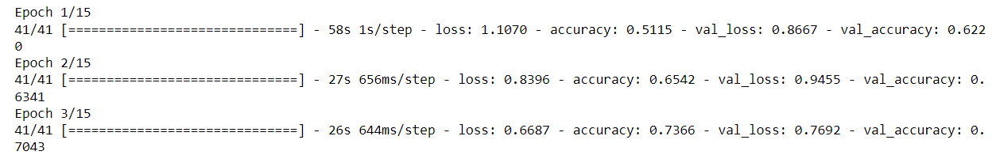 Epoch 1/15
41/41 [==============================] - 58s 1s/step - loss: 1.1070 - accuracy: 0.5115 - val_loss: 0.8667 - val_accuracy: 0.622
0
Epoch 2/15
41/41 [==============================] - 27s 656ms/step - loss: 0.8396 - accuracy: 0.6542 - val_loss: 0.9455 - val_accuracy: 0.
6341
Epoch 3/15
41/41 [==============================] - 26s 644ms/step - loss: 0.6687 - accuracy: 0.7366 - val_loss: 0.7692 - val_accuracy: 0.
7043